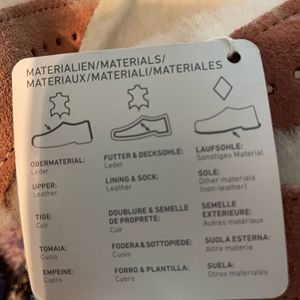 MATERIALIEN/MATERIALS/
MATERIAUX/MATERIALI/MATERIALES
OBERMATERIAL:
Leder
FUTTER & DECKSOHLE:
Leder
LAUFSOHLE:
Sonstiges Material
UPPER:
Leather
LINING & SOCK:
Leather
SOLE:
Other materials
(non-leather)
TIGE:
Cuir
DOUBLURE & SEMELLE
DE PROPRETE:
Cuir
SEMELLE
EXTERIEURE:
Autres matériaux
TOMAIA:
Cuoio
FODERA & SOTTOPIEDE:
Cuoio
SUOLA ESTERNA:
Altre materie
EMPEINE:
Cuero
FORRO & PLANTILLA:
Cuero
SUELA:
Otros materiales